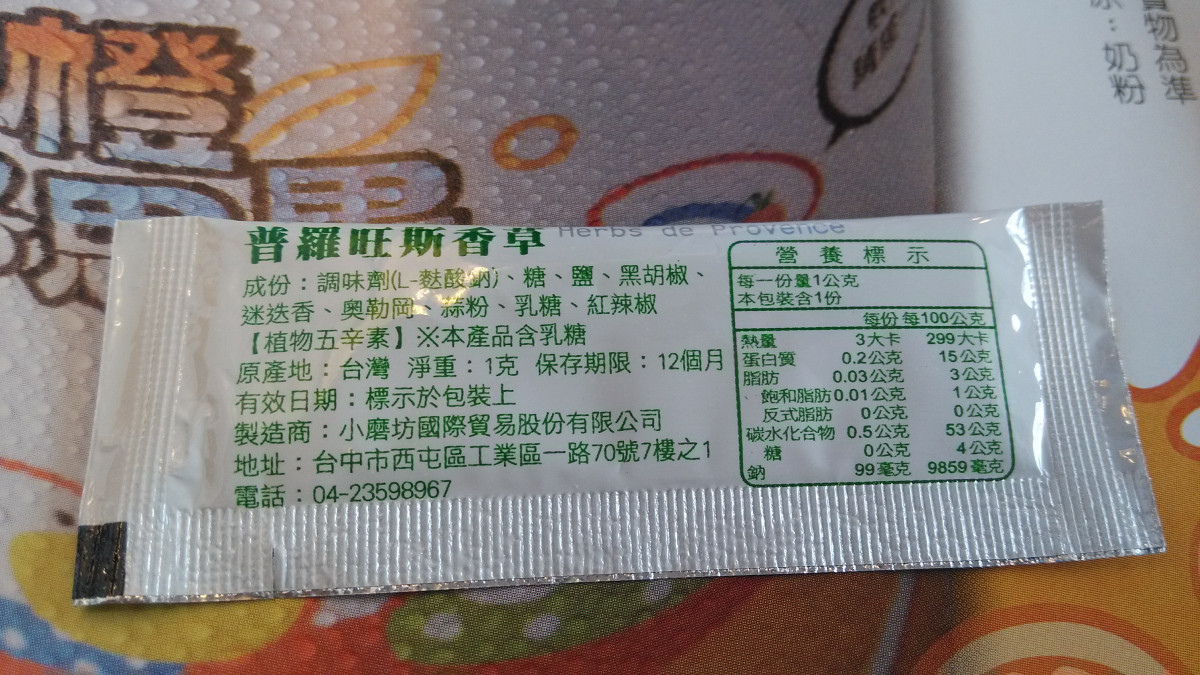 橙
實物為準
：奶粉
普羅旺斯香草 Herbs de Provence
成份：調味劑(L-麩酸鈉)、糖、鹽、黑胡椒、
迷迭香、奧勒岡、蒜粉、乳糖、紅辣椒
【植物五辛素】※本產品含乳糖
原產地：台灣 淨重：1克 保存期限：12個月
有效日期：標示於包裝上
製造商：小磨坊國際貿易股份有限公司
地址：台中市西屯區工業區一路70號7樓之1
電話：04-23598967
營養標示
每一份量1公克
本包裝含1份
每份 每100公克
熱量 3大卡 299大卡
蛋白質 0.2公克 15公克
脂肪 0.03公克 3公克
飽和脂肪 0.01公克 1公克
反式脂肪 0公克 0公克
碳水化合物 0.5公克 53公克
糖 0公克 4公克
鈉 99毫克 9859毫克